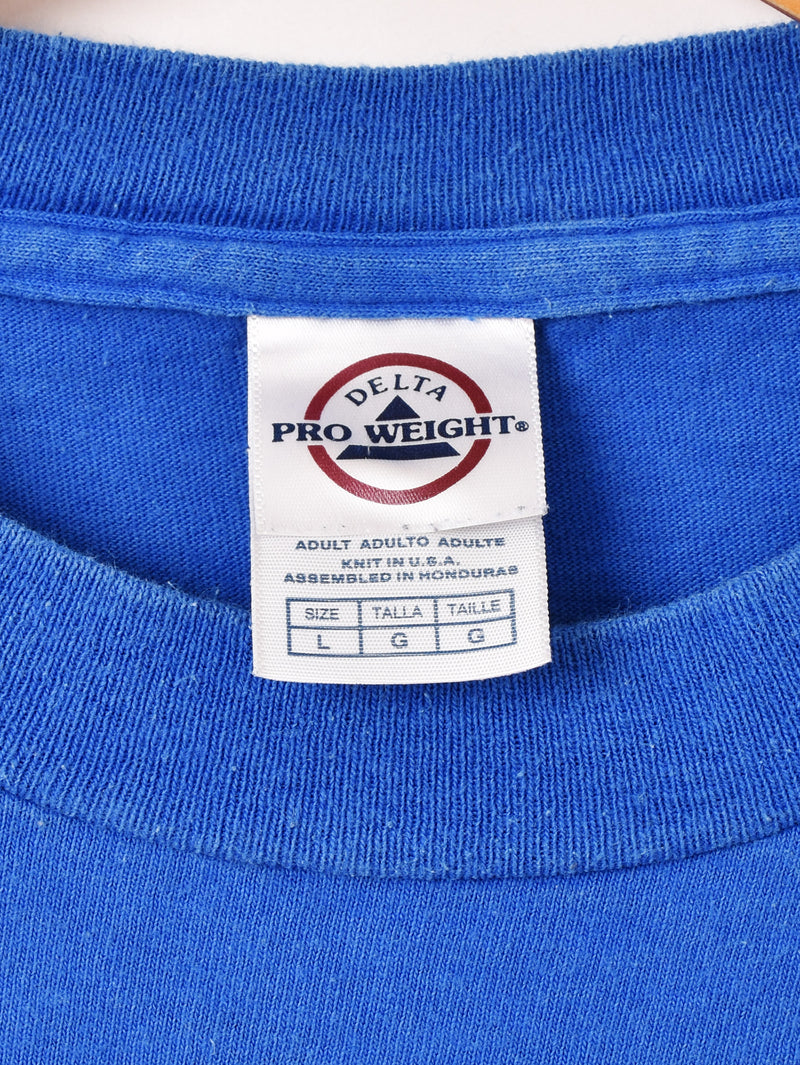 DELTA
PRO WEIGHT®
ADULT ADULTO ADULTE
KNIT IN U.S.A.
ASSEMBLED IN HONDURAS
SIZE TALLA TAILLE
L G G